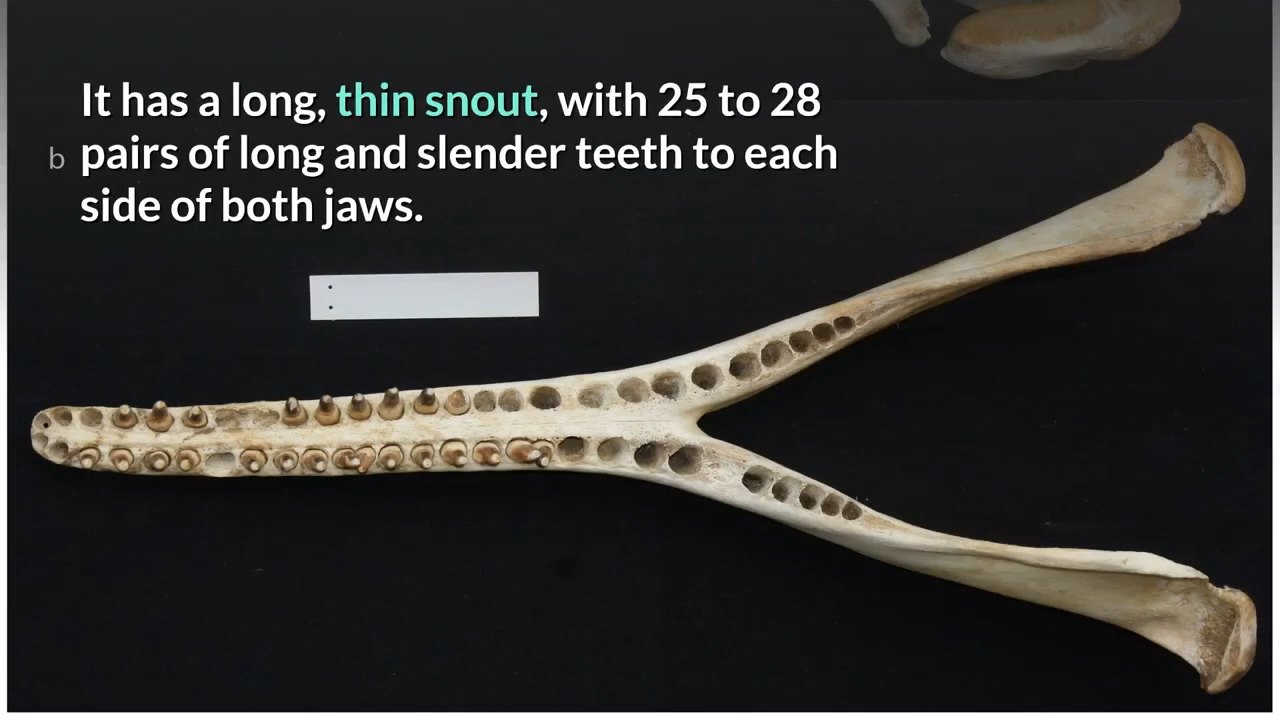 It has a long, thin snout, with 25 to 28
b pairs of long and slender teeth to each
side of both jaws.